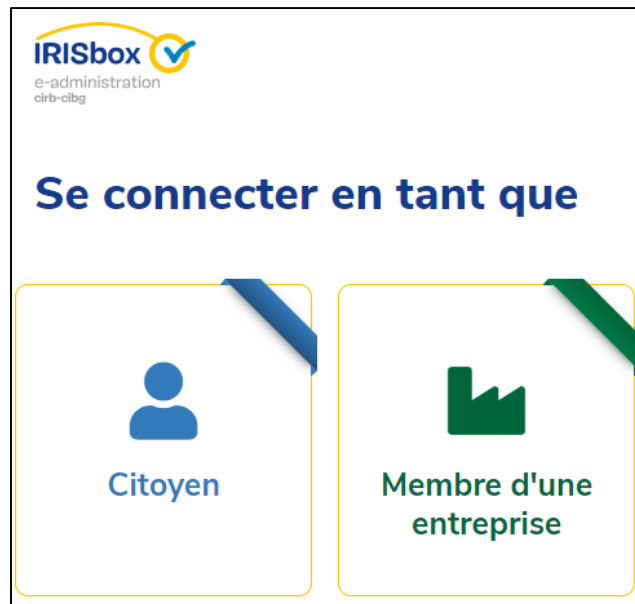 IRISbox
e-administration
cirb-cibg
Se connecter en tant que
Citoyen
Membre d'une
entreprise